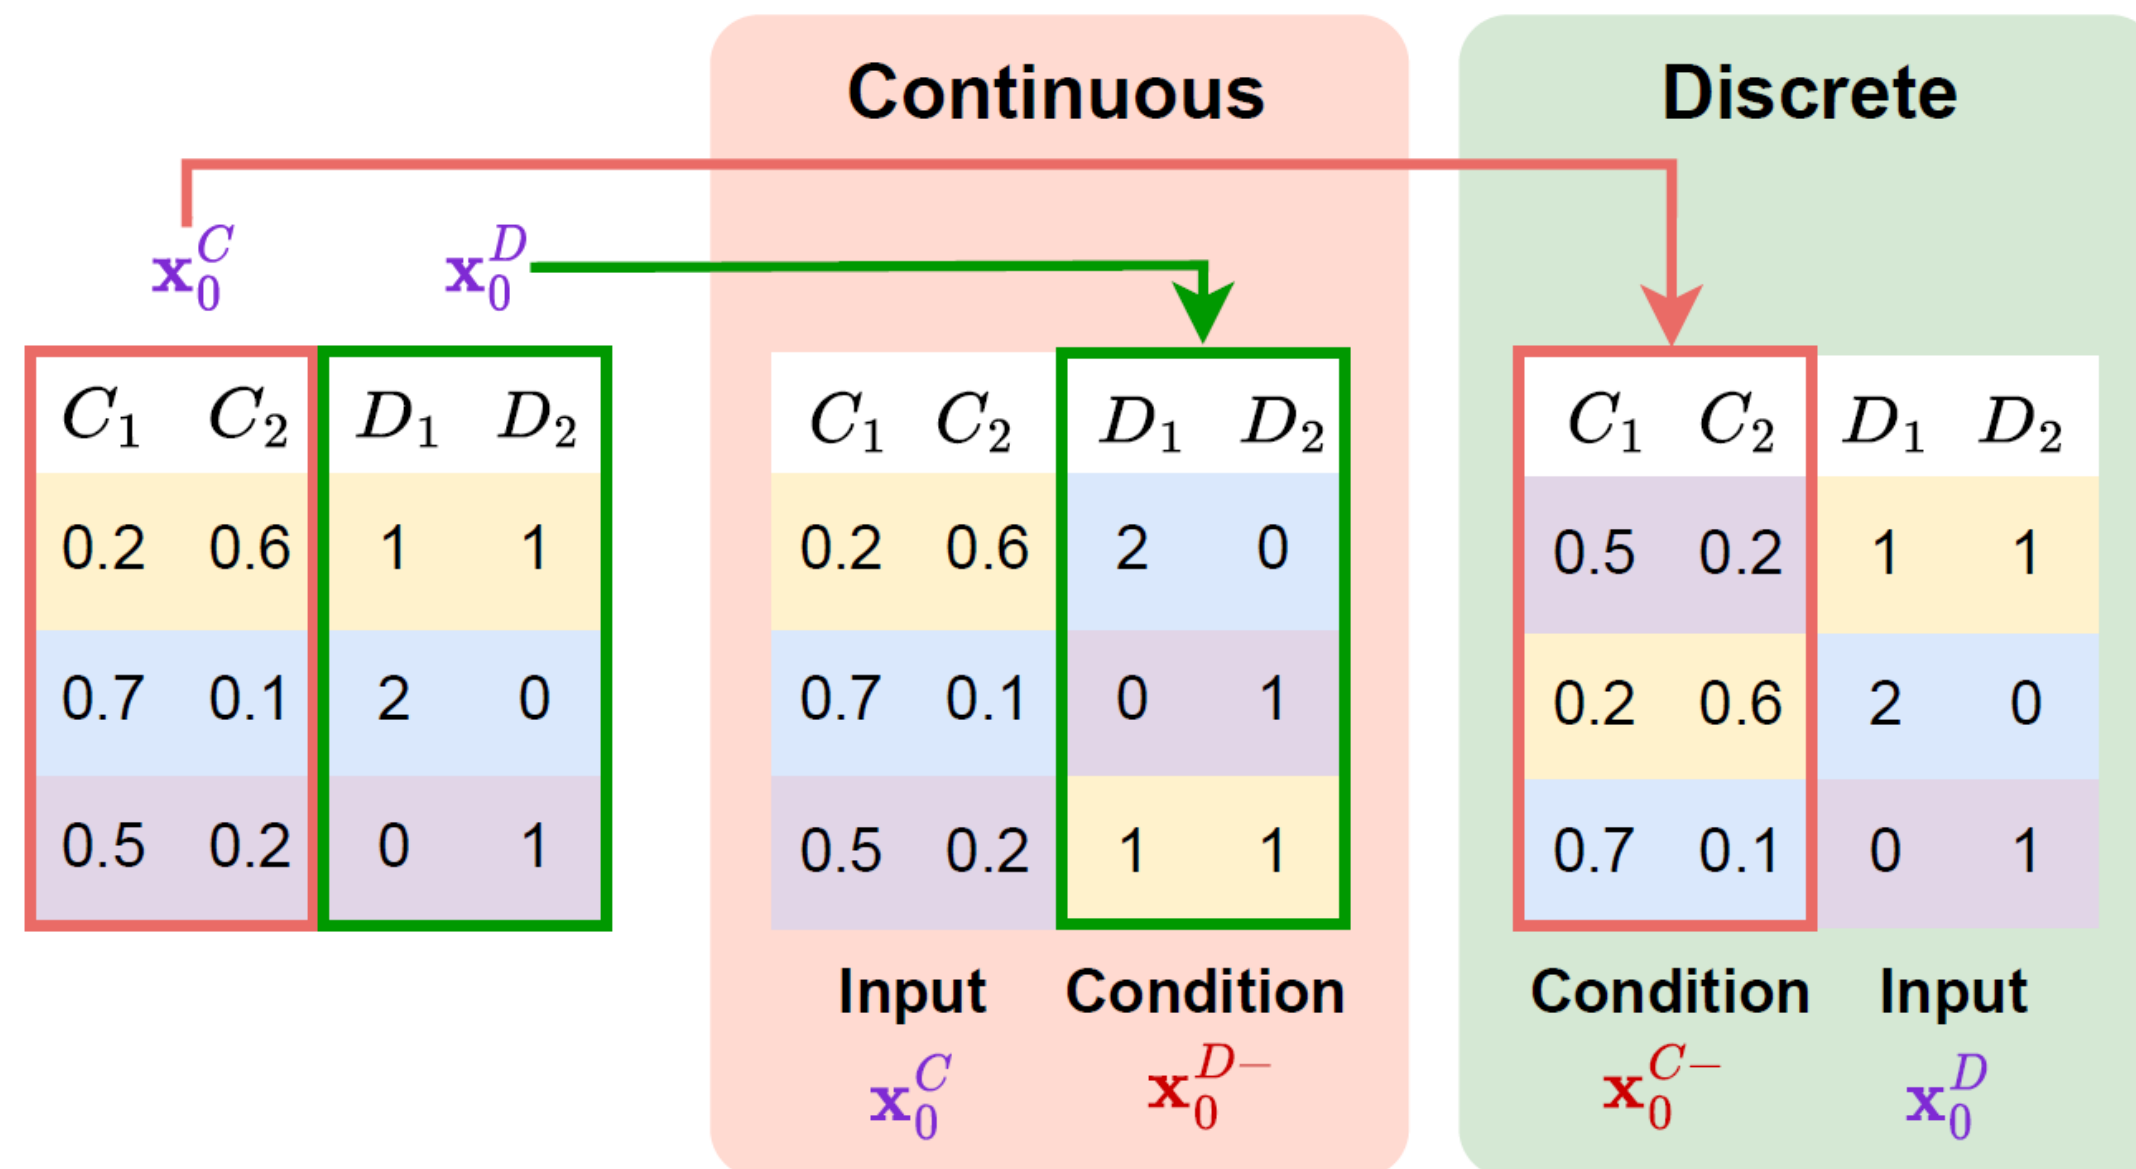 Continuous Discrete
x_0^C x_0^D
C_1 C_2 D_1 D_2
0.2 0.6 1 1
0.7 0.1 2 0
0.5 0.2 0 1
C_1 C_2 D_1 D_2
0.2 0.6 2 0
0.7 0.1 0 1
0.5 0.2 1 1
Input Condition
x_0^C x_0^{D-}
C_1 C_2 D_1 D_2
0.5 0.2 1 1
0.2 0.6 2 0
0.7 0.1 0 1
Condition Input
x_0^{C-} x_0^D